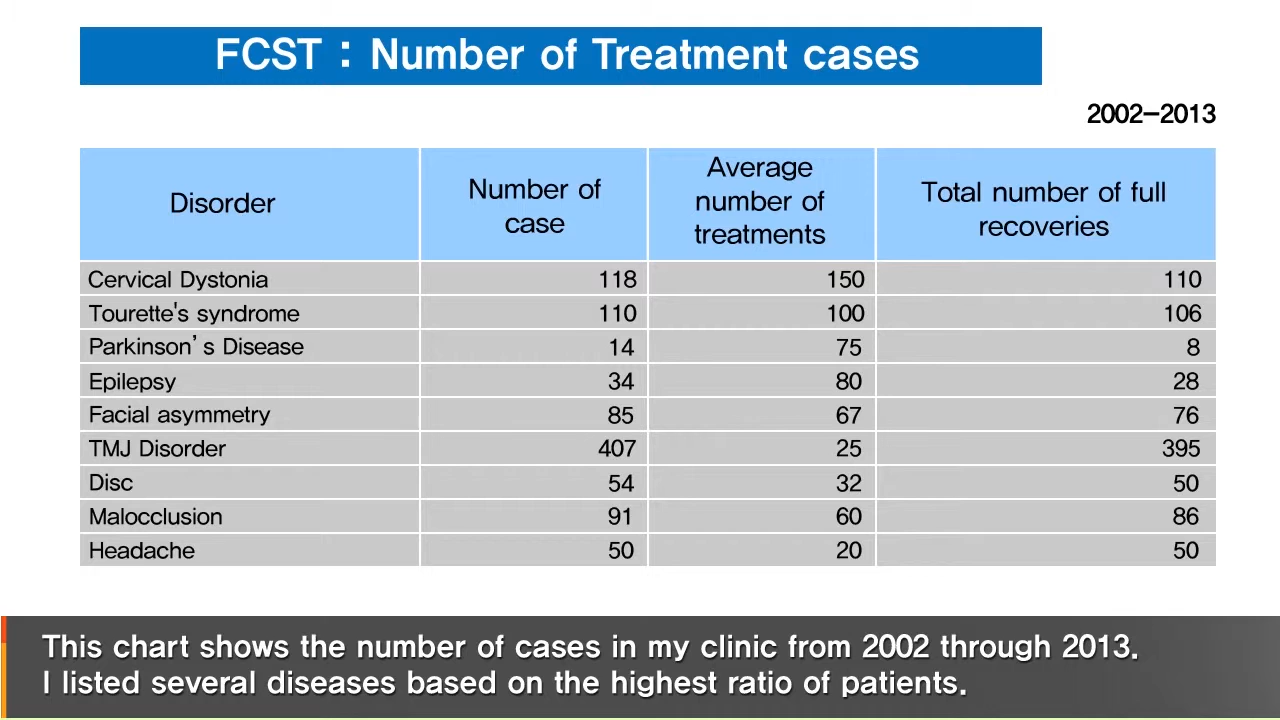 FCST : Number of Treatment cases
2002-2013
Disorder
Number of
case
Average
number of
treatments
Total number of full
recoveries
Cervical Dystonia 118 150 110
Tourette's syndrome 110 100 106
Parkinson's Disease 14 75 8
Epilepsy 34 80 28
Facial asymmetry 85 67 76
TMJ Disorder 407 25 395
Disc 54 32 50
Malocclusion 91 60 86
Headache 50 20 50
This chart shows the number of cases in my clinic from 2002 through 2013.
I listed several diseases based on the highest ratio of patients.